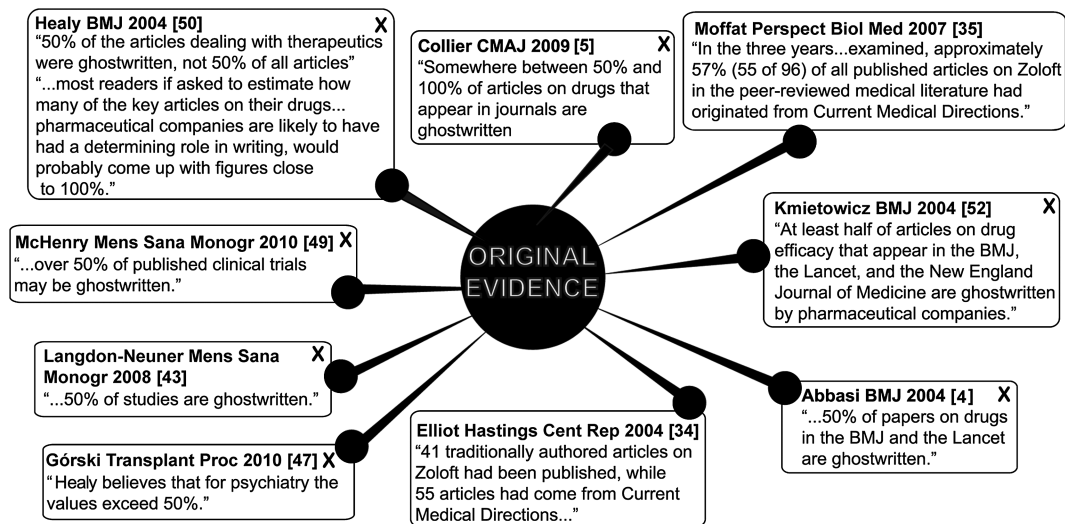 Healy BMJ 2004 [50] X
“50% of the articles dealing with therapeutics
were ghostwritten, not 50% of all articles”
“...most readers if asked to estimate how
many of the key articles on their drugs...
pharmaceutical companies are likely to have
had a determining role in writing, would
probably come up with figures close
to 100%.”
Collier CMAJ 2009 [5] X
“Somewhere between 50% and
100% of articles on drugs that
appear in journals are
ghostwritten
Moffat Perspect Biol Med 2007 [35]
“In the three years...examined, approximately
57% (55 of 96) of all published articles on Zoloft
in the peer-reviewed medical literature had
originated from Current Medical Directions.”
McHenry Mens Sana Monogr 2010 [49] X
“...over 50% of published clinical trials
may be ghostwritten.”
ORIGINAL
EVIDENCE
Kmietowicz BMJ 2004 [52] X
“At least half of articles on drug
efficacy that appear in the BMJ,
the Lancet, and the New England
Journal of Medicine are ghostwritten
by pharmaceutical companies.”
Langdon-Neuner Mens Sana X
Monogr 2008 [43]
“...50% of studies are ghostwritten.”
Górski Transplant Proc 2010 [47] X
“Healy believes that for psychiatry the
values exceed 50%.”
Elliot Hastings Cent Rep 2004 [34]
“41 traditionally authored articles on
Zoloft had been published, while
55 articles had come from Current
Medical Directions...”
Abbasi BMJ 2004 [4] X
“...50% of papers on drugs
in the BMJ and the Lancet
are ghostwritten.”